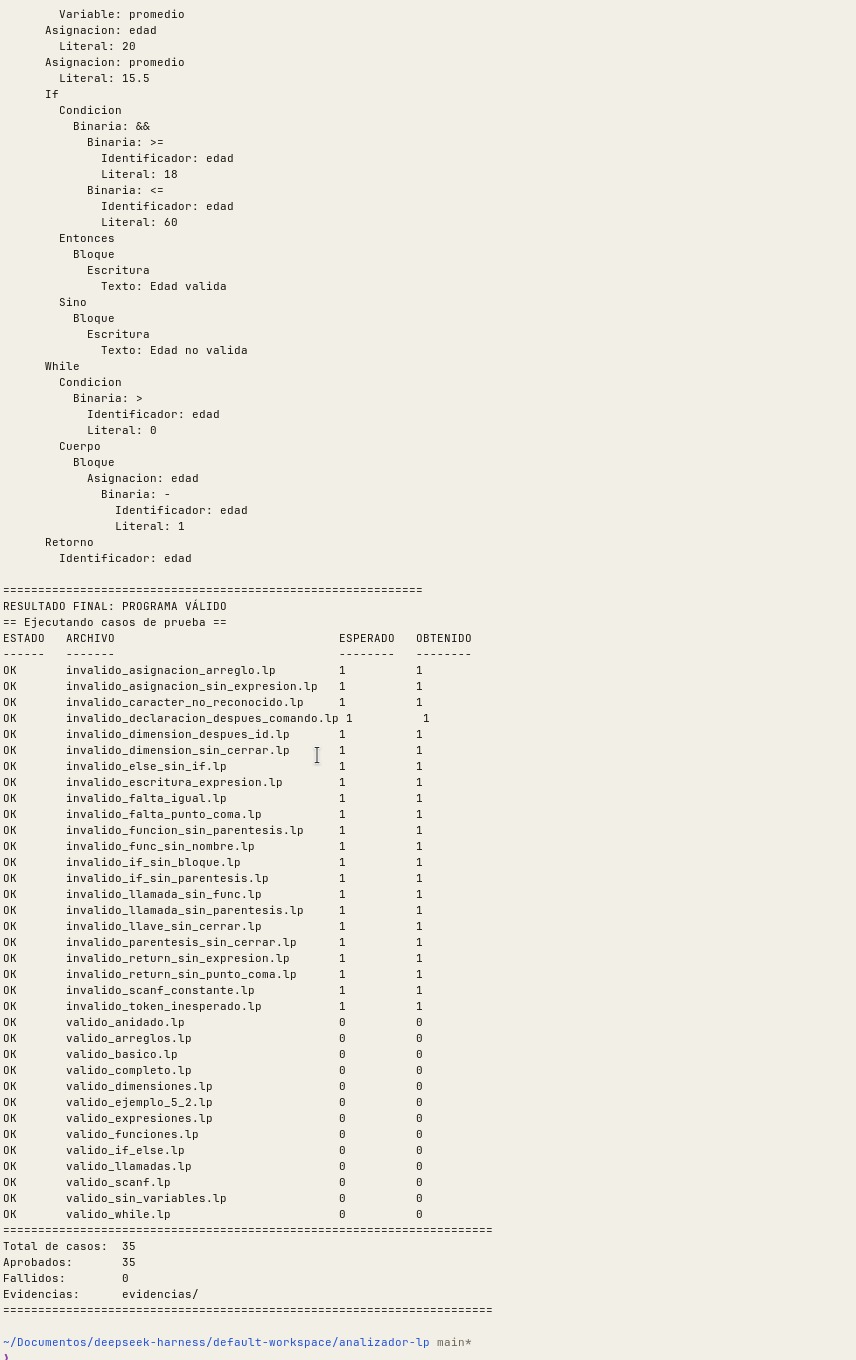 Variable: promedio
Asignacion: edad
Literal: 20
Asignacion: promedio
Literal: 15.5
If
Condicion
Binaria: &&
Binaria: >=
Identificador: edad
Literal: 18
Binaria: <=
Identificador: edad
Literal: 60
Entonces
Bloque
Escritura
Texto: Edad valida
Sino
Bloque
Escritura
Texto: Edad no valida
While
Condicion
Binaria: >
Identificador: edad
Literal: 0
Cuerpo
Bloque
Asignacion: edad
Binaria: -
Identificador: edad
Literal: 1
Retorno
Identificador: edad
============================================================
RESULTADO FINAL: PROGRAMA VÁLIDO
== Ejecutando casos de prueba ==
ESTADO ARCHIVO ESPERADO OBTENIDO
------ ------- -------- --------
OK invalido_asignacion_arreglo.lp 1 1
OK invalido_asignacion_sin_expresion.lp 1 1
OK invalido_caracter_no_reconocido.lp 1 1
OK invalido_declaracion_despues_comando.lp 1 1
OK invalido_dimension_despues_id.lp 1 1
OK invalido_dimension_sin_cerrar.lp 1 1
OK invalido_else_sin_if.lp 1 1
OK invalido_escritura_expresion.lp 1 1
OK invalido_falta_igual.lp 1 1
OK invalido_falta_punto_coma.lp 1 1
OK invalido_funcion_sin_parentesis.lp 1 1
OK invalido_func_sin_nombre.lp 1 1
OK invalido_if_sin_bloque.lp 1 1
OK invalido_if_sin_parentesis.lp 1 1
OK invalido_llamada_sin_func.lp 1 1
OK invalido_llamada_sin_parentesis.lp 1 1
OK invalido_llave_sin_cerrar.lp 1 1
OK invalido_parentesis_sin_cerrar.lp 1 1
OK invalido_return_sin_expresion.lp 1 1
OK invalido_return_sin_punto_coma.lp 1 1
OK invalido_scanf_constante.lp 1 1
OK invalido_token_inesperado.lp 1 1
OK valido_anidado.lp 0 0
OK valido_arreglos.lp 0 0
OK valido_basico.lp 0 0
OK valido_completo.lp 0 0
OK valido_dimensiones.lp 0 0
OK valido_ejemplo_5_2.lp 0 0
OK valido_expresiones.lp 0 0
OK valido_funciones.lp 0 0
OK valido_if_else.lp 0 0
OK valido_llamadas.lp 0 0
OK valido_scanf.lp 0 0
OK valido_sin_variables.lp 0 0
OK valido_while.lp 0 0
======================================================================
Total de casos: 35
Aprobados: 35
Fallidos: 0
Evidencias: evidencias/
======================================================================
~/Documentos/deepseek-harness/default-workspace/analizador-lp main*
❯